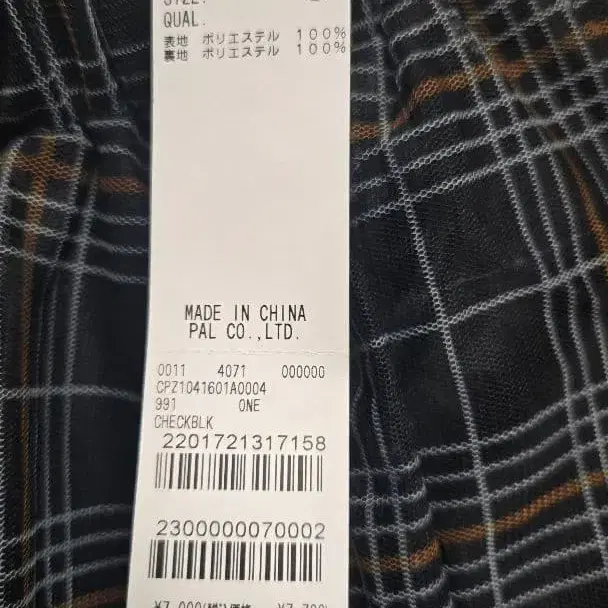 SIZE.
QUAL.
表地 ポリエステル 100%
裏地 ポリエステル 100%
MADE IN CHINA
PAL CO.,LTD.
0011 4071 000000
CPZ1041601A0004
991 ONE
CHECKBLK
2201721317158
2300000070002